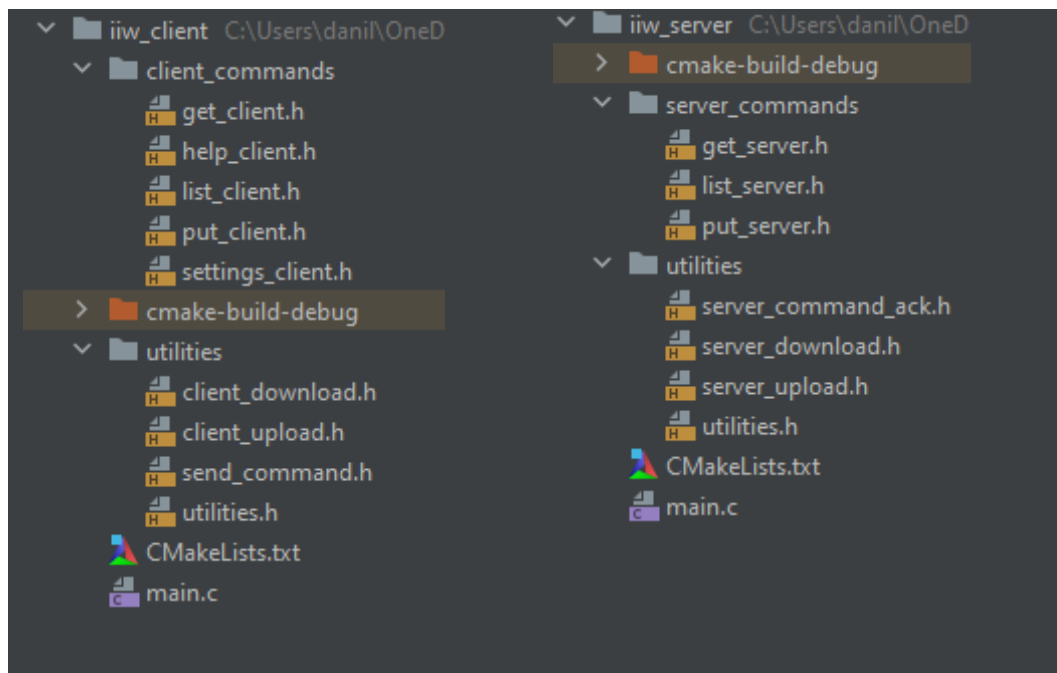 iiw_client C:\Users\danil\OneD
client_commands
get_client.h
help_client.h
list_client.h
put_client.h
settings_client.h
cmake-build-debug
utilities
client_download.h
client_upload.h
send_command.h
utilities.h
CMakeLists.txt
main.c
iiw_server C:\Users\danil\OneD
cmake-build-debug
server_commands
get_server.h
list_server.h
put_server.h
utilities
server_command_ack.h
server_download.h
server_upload.h
utilities.h
CMakeLists.txt
main.c